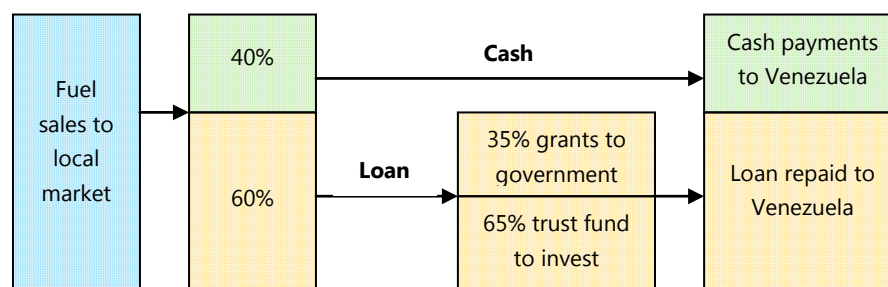 Fuel
sales to
local
market
40%
60%
Cash
Loan
35% grants to
government
65% trust fund
to invest
Cash payments
to Venezuela
Loan repaid to
Venezuela